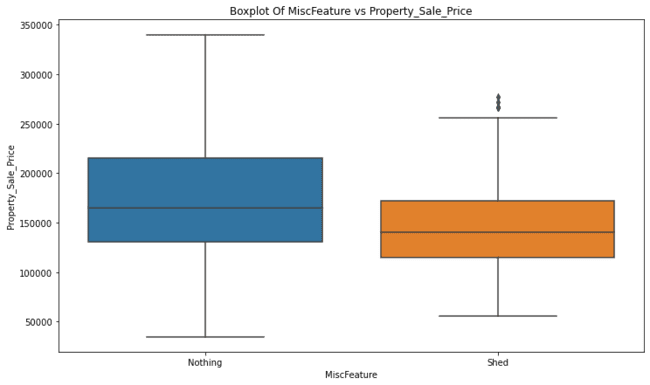 Boxplot Of MiscFeature vs Property_Sale_Price
350000
300000
250000
200000
150000
100000
50000
Property_Sale_Price
Nothing
Shed
MiscFeature